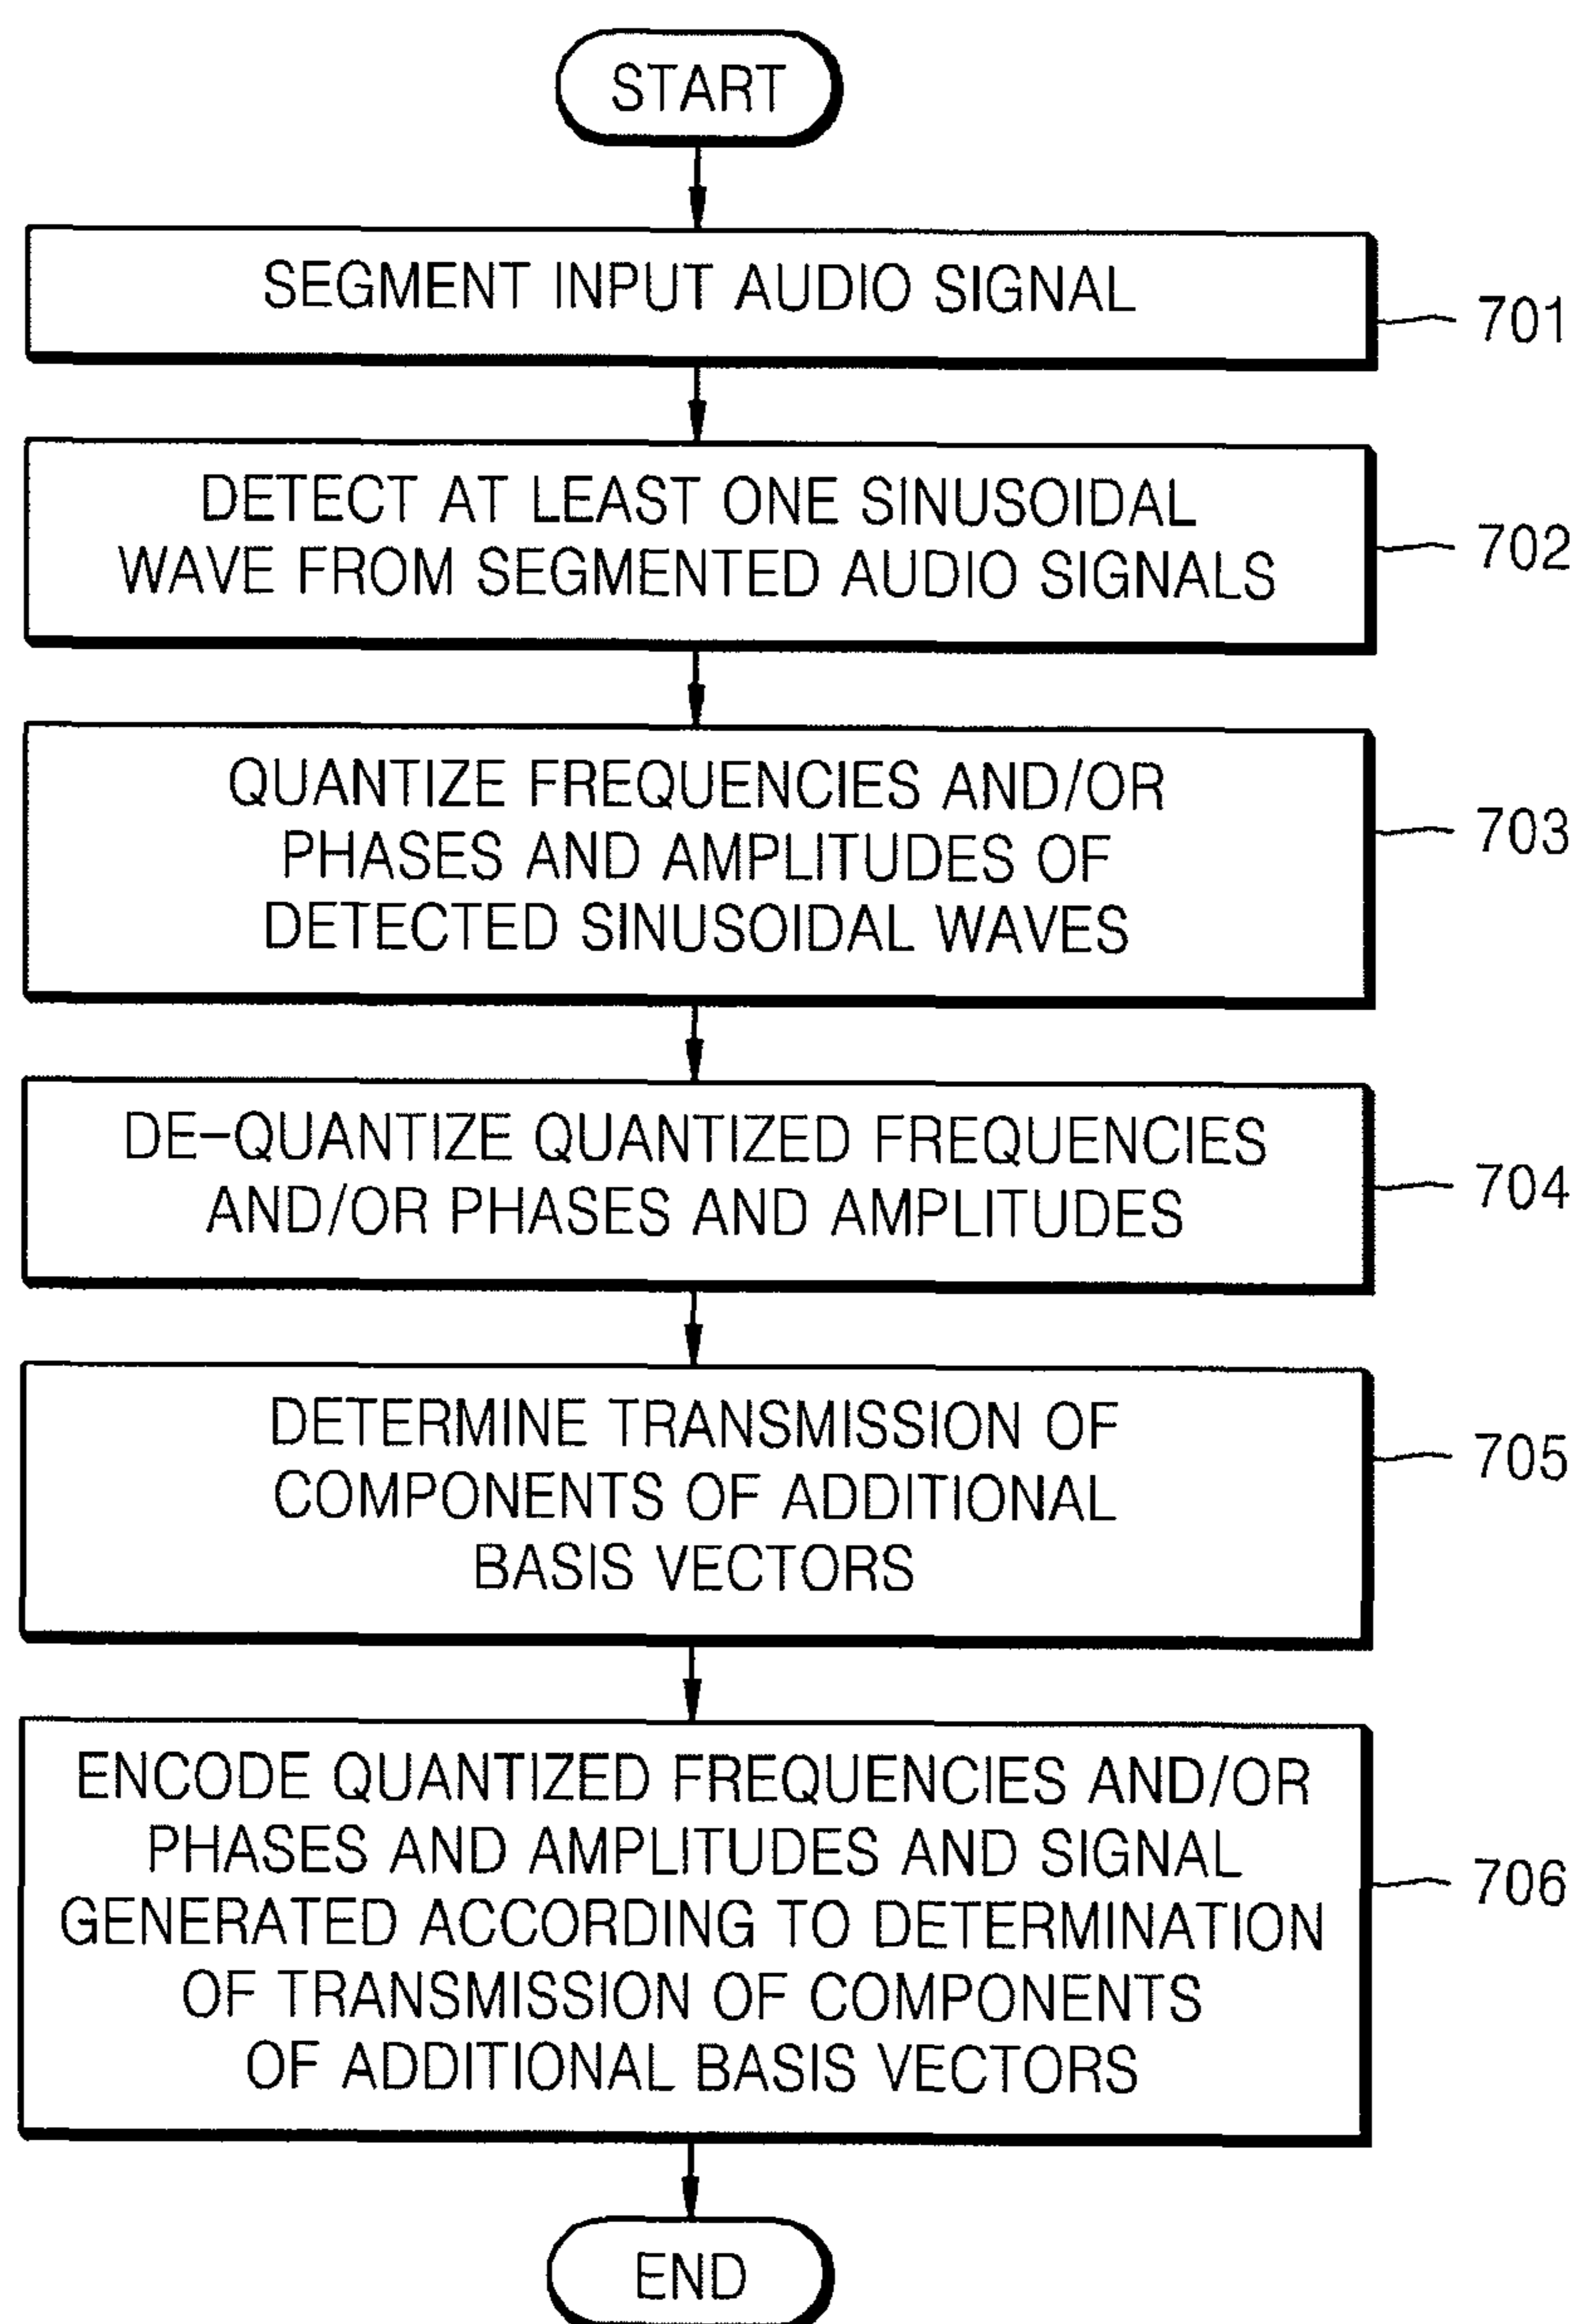 START
SEGMENT INPUT AUDIO SIGNAL
701
DETECT AT LEAST ONE SINUSOIDAL
WAVE FROM SEGMENTED AUDIO SIGNALS
702
QUANTIZE FREQUENCIES AND/OR
PHASES AND AMPLITUDES OF
DETECTED SINUSOIDAL WAVES
703
DE-QUANTIZE QUANTIZED FREQUENCIES
AND/OR PHASES AND AMPLITUDES
704
DETERMINE TRANSMISSION OF
COMPONENTS OF ADDITIONAL
BASIS VECTORS
705
ENCODE QUANTIZED FREQUENCIES AND/OR
PHASES AND AMPLITUDES AND SIGNAL
GENERATED ACCORDING TO DETERMINATION
OF TRANSMISSION OF COMPONENTS
OF ADDITIONAL BASIS VECTORS
706
END